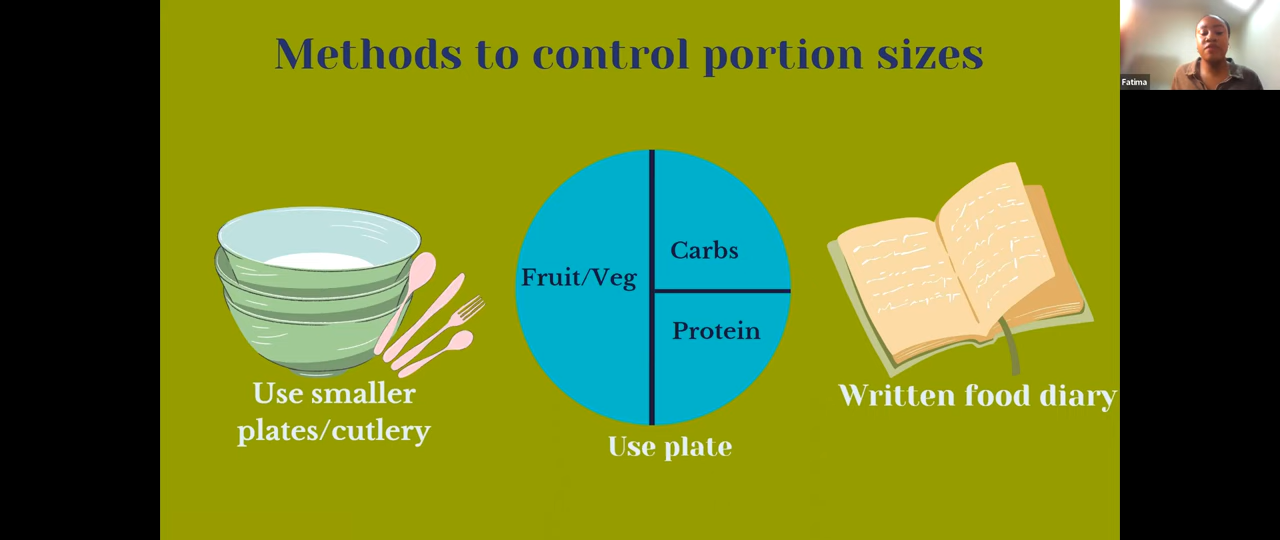 Methods to control portion sizes
Fatima
Fruit/Veg
Carbs
Protein
Use smaller
plates/cutlery
Use plate
Written food diary